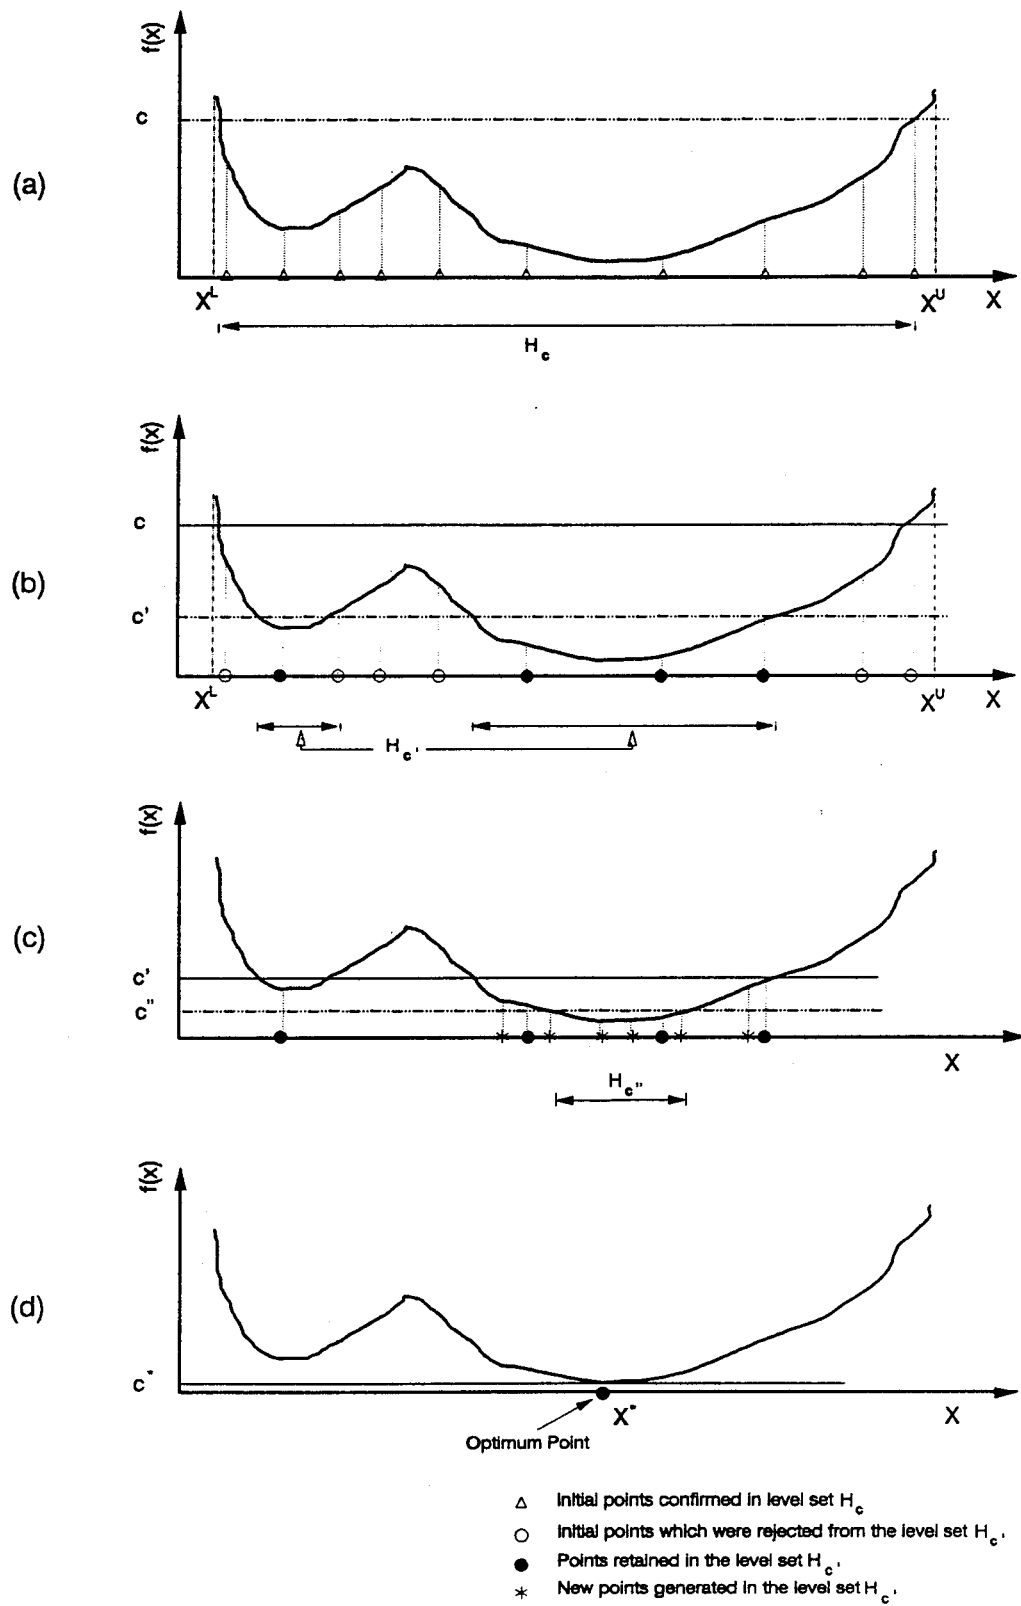 (a)
f(x)
c
X^L
X^U
X
H_c
(b)
f(x)
c
c'
X^L
X^U
X
H_c'
(c)
f(x)
c'
c"
X
H_c"
(d)
f(x)
c*
X*
X
Optimum Point
Initial points confirmed in level set H_c
Initial points which were rejected from the level set H_c'
Points retained in the level set H_c'
New points generated in the level set H_c'